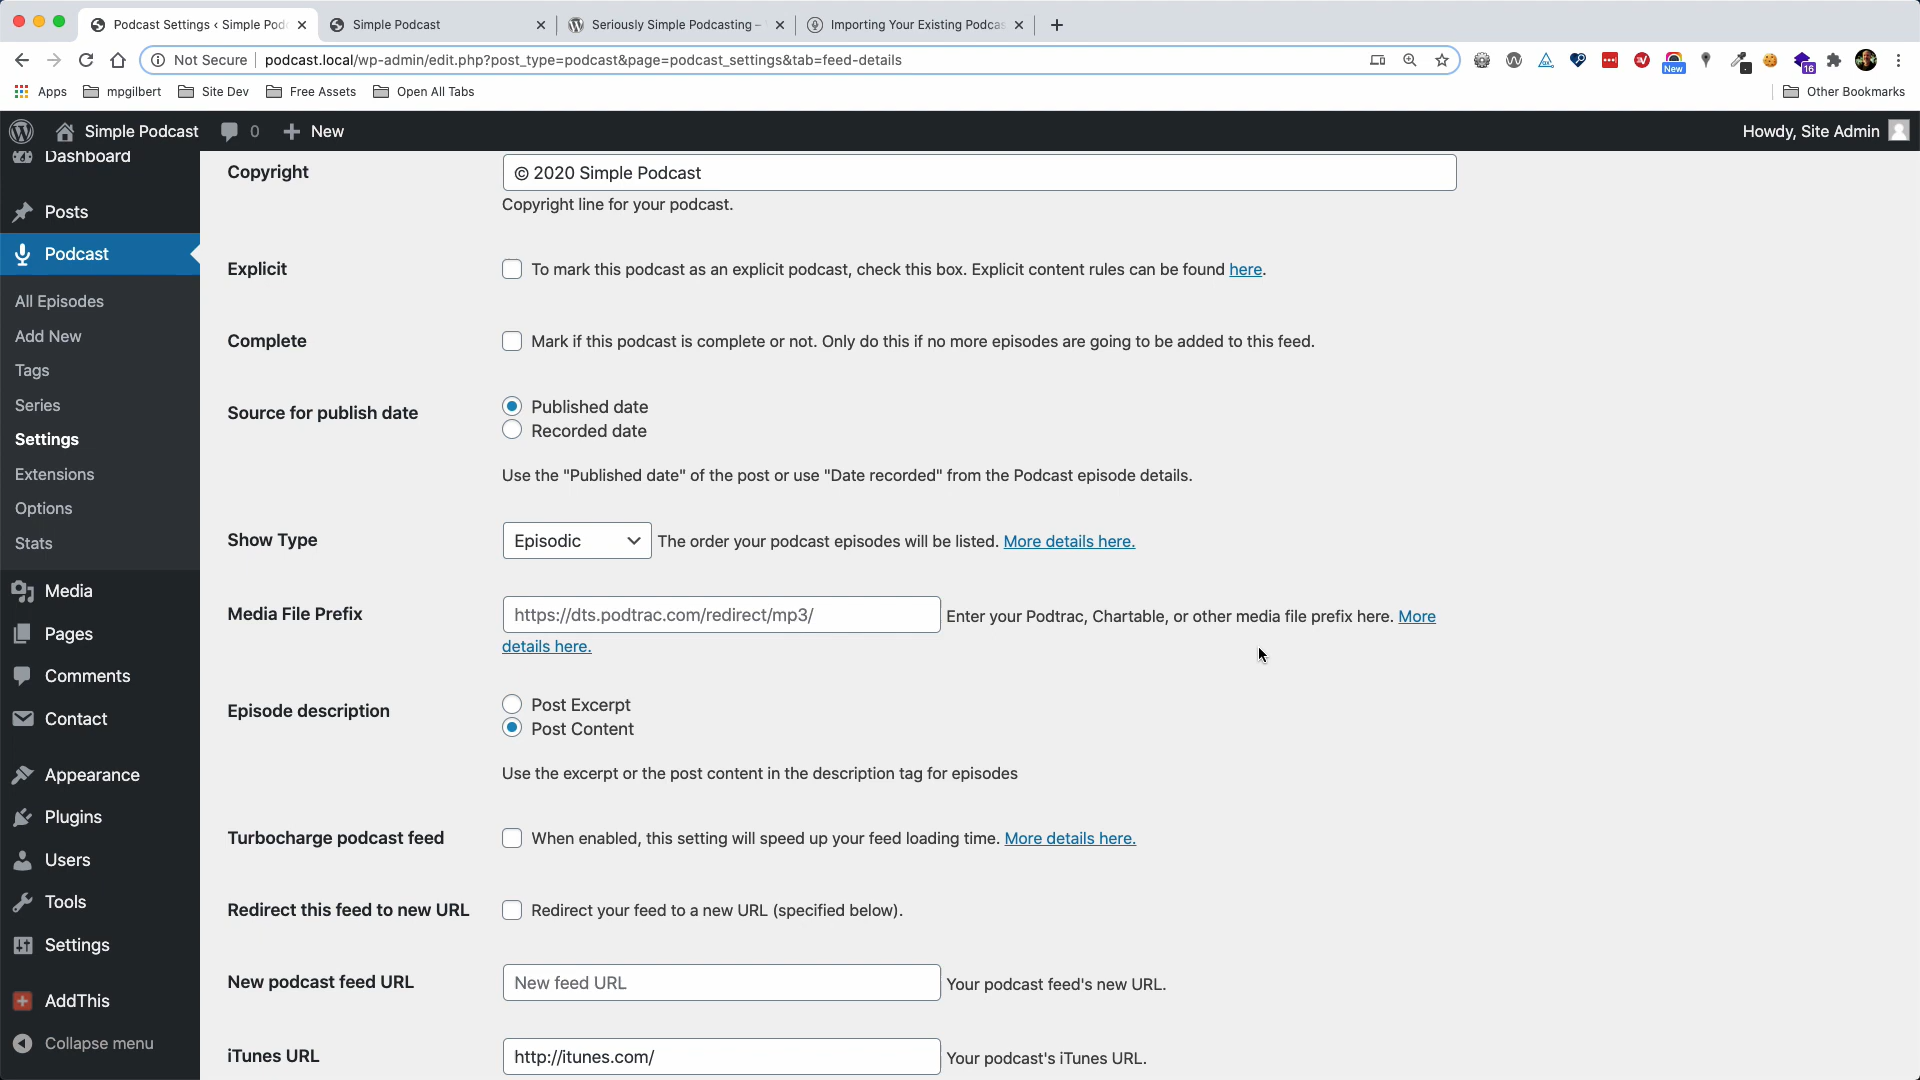 Podcast Settings ‹ Simple Pod
Simple Podcast
Seriously Simple Podcasting –
Importing Your Existing Podcas
Not Secure
podcast.local/wp-admin/edit.php?post_type=podcast&page=podcast_settings&tab=feed-details
New
16
Apps
mpgilbert
Site Dev
Free Assets
Open All Tabs
Other Bookmarks
Simple Podcast
0
New
Howdy, Site Admin
Dashboard
Posts
Podcast
All Episodes
Add New
Tags
Series
Settings
Extensions
Options
Stats
Media
Pages
Comments
Contact
Appearance
Plugins
Users
Tools
Settings
AddThis
Collapse menu
Copyright
© 2020 Simple Podcast
Copyright line for your podcast.
Explicit
To mark this podcast as an explicit podcast, check this box. Explicit content rules can be found here.
Complete
Mark if this podcast is complete or not. Only do this if no more episodes are going to be added to this feed.
Source for publish date
Published date
Recorded date
Use the "Published date" of the post or use "Date recorded" from the Podcast episode details.
Show Type
Episodic
The order your podcast episodes will be listed. More details here.
Media File Prefix
https://dts.podtrac.com/redirect/mp3/
Enter your Podtrac, Chartable, or other media file prefix here. More
details here.
Episode description
Post Excerpt
Post Content
Use the excerpt or the post content in the description tag for episodes
Turbocharge podcast feed
When enabled, this setting will speed up your feed loading time. More details here.
Redirect this feed to new URL
Redirect your feed to a new URL (specified below).
New podcast feed URL
New feed URL
Your podcast feed's new URL.
iTunes URL
http://itunes.com/
Your podcast's iTunes URL.